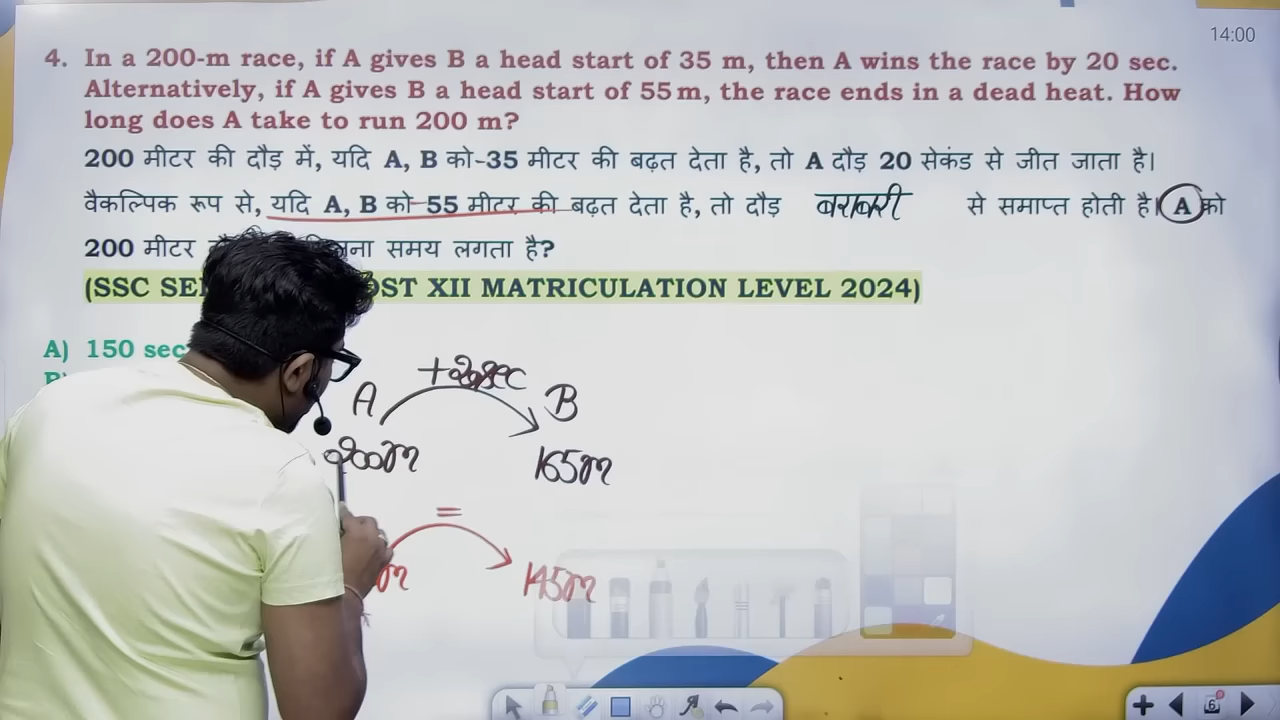 14:00
4. In a 200-m race, if A gives B a head start of 35 m, then A wins the race by 20 sec.
Alternatively, if A gives B a head start of 55 m, the race ends in a dead heat. How
long does A take to run 200 m?
200 मीटर की दौड़ में, यदि A, B को-35 मीटर की बढ़त देता है, तो A दौड़ 20 सेकंड से जीत जाता है।
वैकल्पिक रूप से, यदि A, B को 55 मीटर की बढ़त देता है, तो दौड़ बराबरी से समाप्त होती है। A को
200 मीटर समय लगता है?
(SSC XII MATRICULATION LEVEL 2024)
A) 150 sec
+20sec
A B
200m 165m
=
m 145m
6